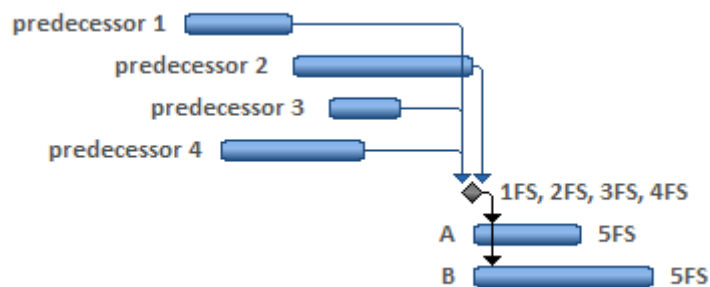 predecessor 1
predecessor 2
predecessor 3
predecessor 4
1FS, 2FS, 3FS, 4FS
A 5FS
B 5FS